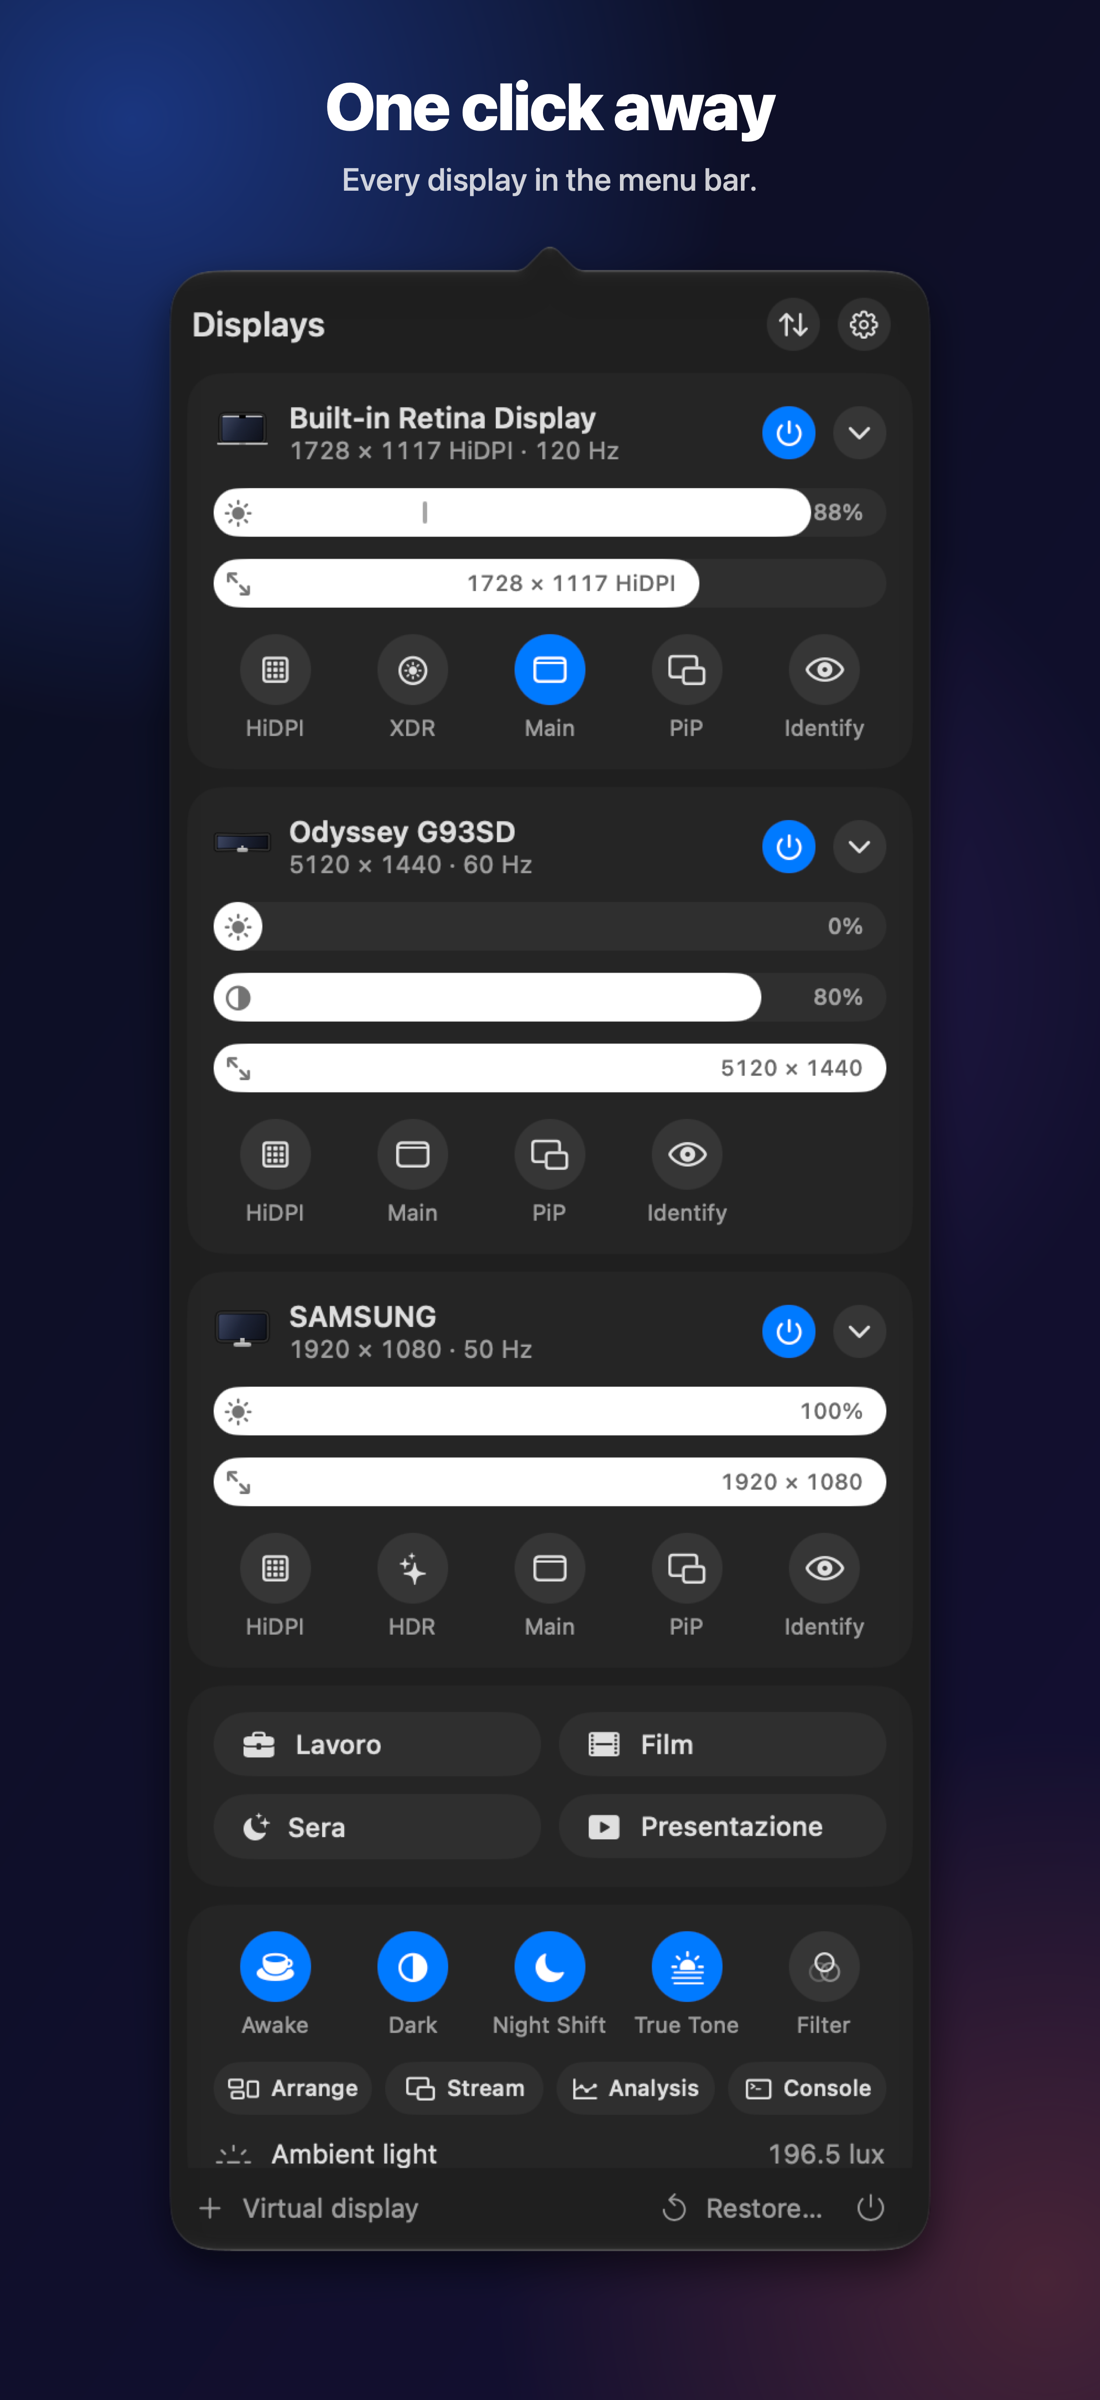 One click away
Every display in the menu bar.
Displays
Built-in Retina Display
1728 × 1117 HiDPI · 120 Hz
88%
1728 × 1117 HiDPI
HiDPI XDR Main PiP Identify
Odyssey G93SD
5120 × 1440 · 60 Hz
0%
80%
5120 × 1440
HiDPI Main PiP Identify
SAMSUNG
1920 × 1080 · 50 Hz
100%
1920 × 1080
HiDPI HDR Main PiP Identify
Lavoro Film
Sera Presentazione
Awake Dark Night Shift True Tone Filter
Arrange Stream Analysis Console
Ambient light 196.5 lux
+ Virtual display Restore...